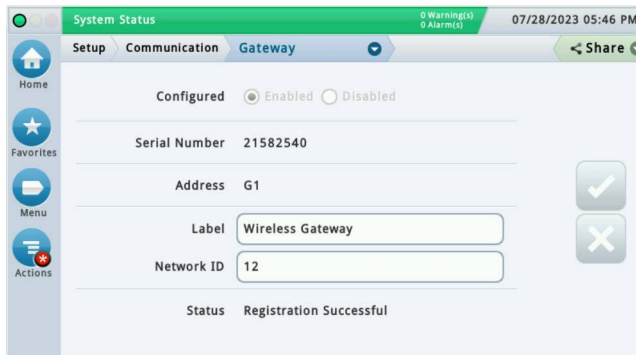 System Status
0 Warning(s)
0 Alarm(s)
07/28/2023 05:46 PM
Setup Communication Gateway
Share
Home
Favorites
Menu
Actions
Configured Enabled Disabled
Serial Number 21582540
Address G1
Label Wireless Gateway
Network ID 12
Status Registration Successful